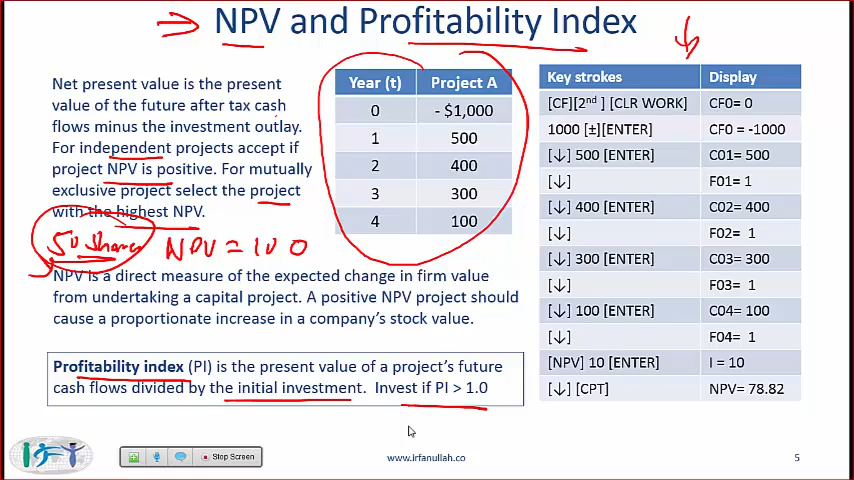 NPV and Profitability Index
Net present value is the present
value of the future after tax cash
flows minus the investment outlay.
For independent projects accept if
project NPV is positive. For mutually
exclusive project select the project
with the highest NPV.
50 shares NPV = 100
NPV is a direct measure of the expected change in firm value
from undertaking a capital project. A positive NPV project should
cause a proportionate increase in a company's stock value.
Profitability index (PI) is the present value of a project's future
cash flows divided by the initial investment. Invest if PI > 1.0
Year (t) Project A
0 - $1,000
1 500
2 400
3 300
4 100
Key strokes Display
[CF][2nd ] [CLR WORK] CF0= 0
1000 [±][ENTER] CF0 = -1000
[↓] 500 [ENTER] C01= 500
[↓] F01= 1
[↓] 400 [ENTER] C02= 400
[↓] F02= 1
[↓] 300 [ENTER] C03= 300
[↓] F03= 1
[↓] 100 [ENTER] C04= 100
[↓] F04= 1
[NPV] 10 [ENTER] I = 10
[↓] [CPT] NPV= 78.82
IFT
Stop Screen
www.irfanullah.co
5